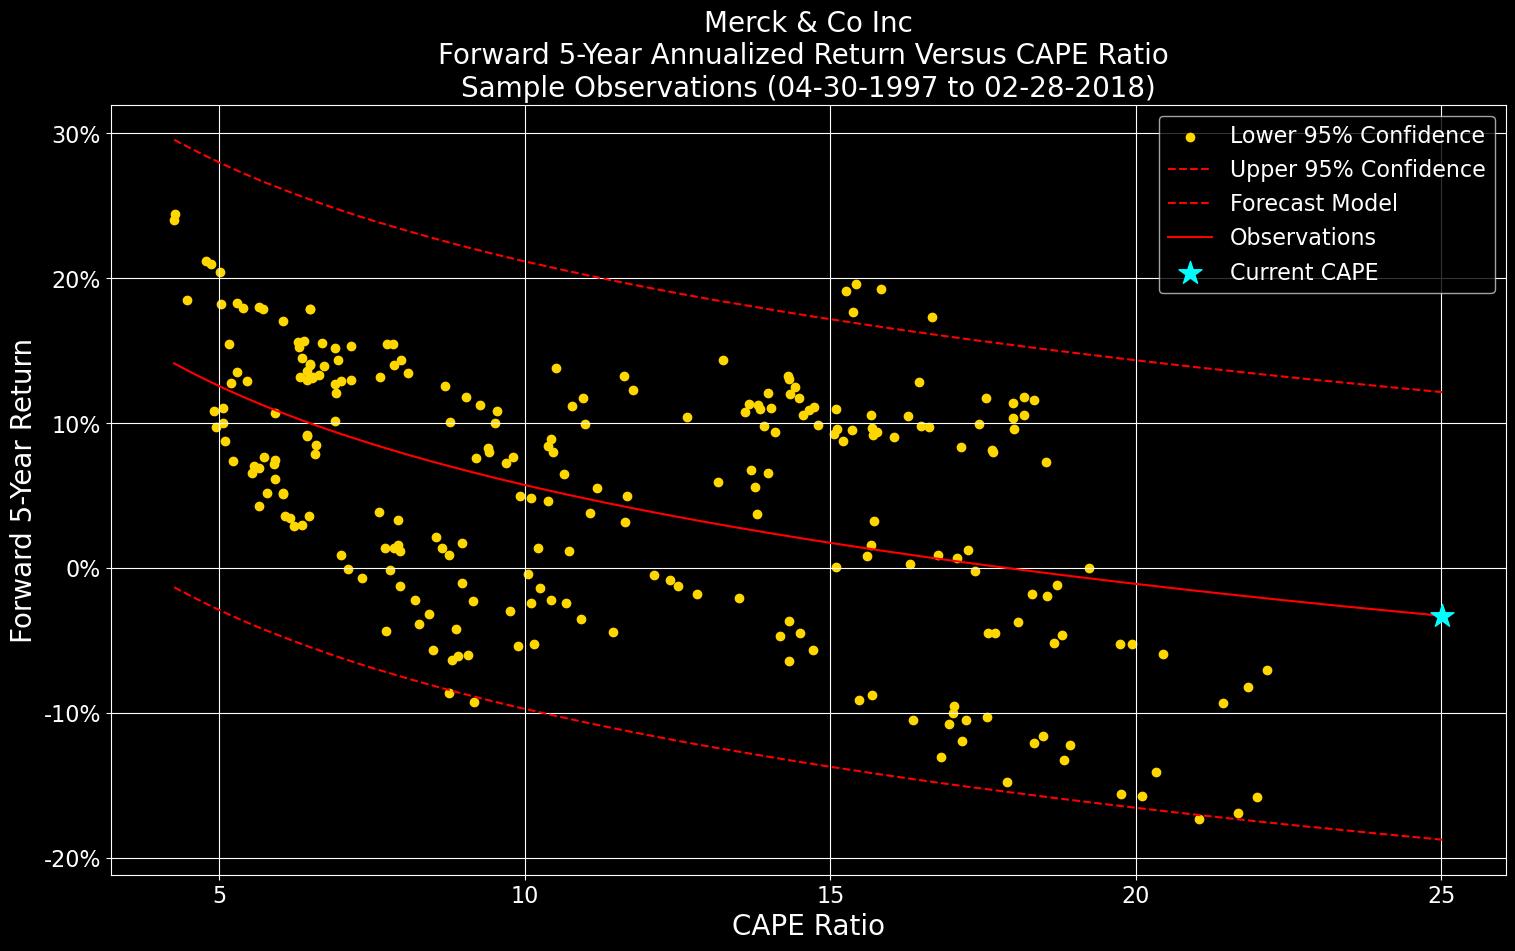 Merck & Co Inc
Forward 5-Year Annualized Return Versus CAPE Ratio
Sample Observations (04-30-1997 to 02-28-2018)
Lower 95% Confidence
Upper 95% Confidence
Forecast Model
Observations
Current CAPE
Forward 5-Year Return
30%
20%
10%
0%
-10%
-20%
5
10
15
20
25
CAPE Ratio